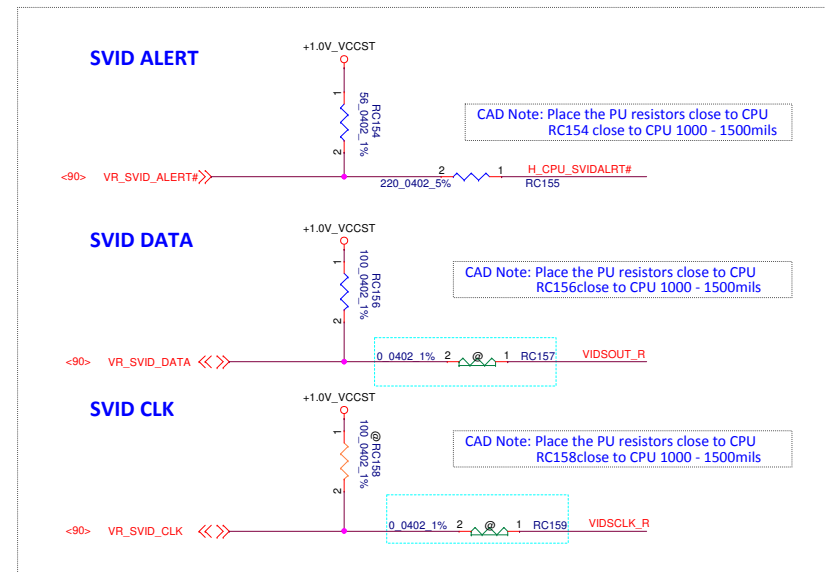 SVID ALERT
+1.0V_VCCST
1
RC154
56_0402_1%
2
CAD Note: Place the PU resistors close to CPU
RC154 close to CPU 1000 - 1500mils
<90> VR_SVID_ALERT#
2
1
H_CPU_SVIDALRT#
220_0402_5%
RC155
SVID DATA
+1.0V_VCCST
1
RC156
100_0402_1%
2
CAD Note: Place the PU resistors close to CPU
RC156close to CPU 1000 - 1500mils
<90> VR_SVID_DATA
0_0402_1% 2 @ 1 RC157
VIDSOUT_R
SVID CLK
+1.0V_VCCST
1
@RC158
100_0402_1%
2
CAD Note: Place the PU resistors close to CPU
RC158close to CPU 1000 - 1500mils
<90> VR_SVID_CLK
0_0402_1% 2 @ 1 RC159
VIDSCLK_R